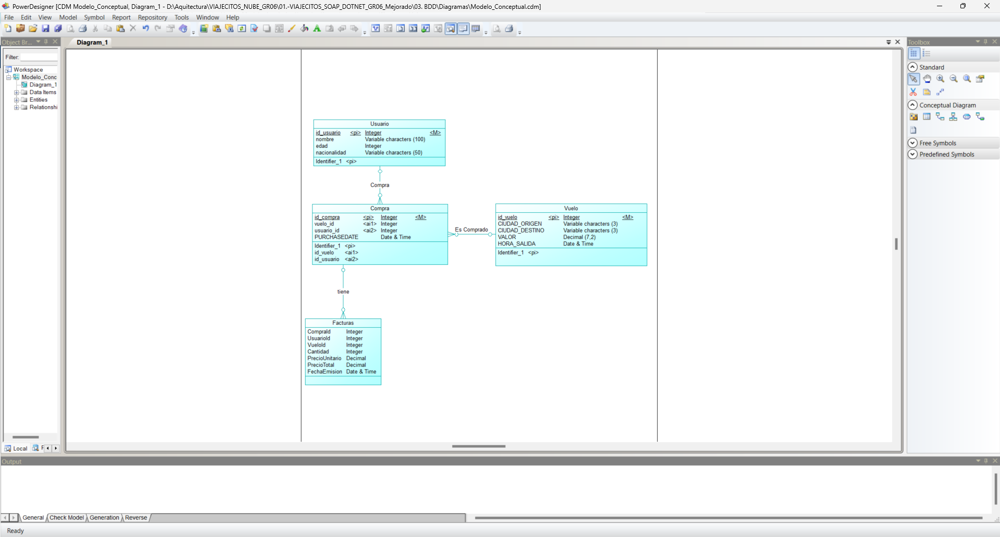 PowerDesigner [CDM Modelo_Conceptual, Diagram_1 - D:\Aquitectura\VIAJECITOS_NUBE_GR06\01.-VIAJECITOS_SOAP_DOTNET_GR06_Mejorado\03. BDD\Diagramas\Modelo_Conceptual.cdm]
File Edit View Model Symbol Report Repository Tools Window Help
Object Br...
Diagram_1
Toolbox
Filter:
Workspace
Modelo_Conc
Diagram_1
Data Items
Entities
Relationshi
Standard
Conceptual Diagram
Free Symbols
Predefined Symbols
Usuario
id_usuario <pi> Integer <M>
nombre Variable characters (100)
edad Integer
nacionalidad Variable characters (50)
Identifier_1 <pi>
Compra
Compra
id_compra <pi> Integer <M>
vuelo_id <ai1> Integer
usuario_id <ai2> Integer
PURCHASEDATE Date & Time
Identifier_1 <pi>
id_vuelo <ai1>
id_usuario <ai2>
Es Comprado
Vuelo
id_vuelo <pi> Integer <M>
CIUDAD_ORIGEN Variable characters (3)
CIUDAD_DESTINO Variable characters (3)
VALOR Decimal (7,2)
HORA_SALIDA Date & Time
Identifier_1 <pi>
tiene
Facturas
CompraId Integer
UsuarioId Integer
VueloId Integer
Cantidad Integer
PrecioUnitario Decimal
PrecioTotal Decimal
FechaEmision Date & Time
Local
Output
General Check Model Generation Reverse
Ready